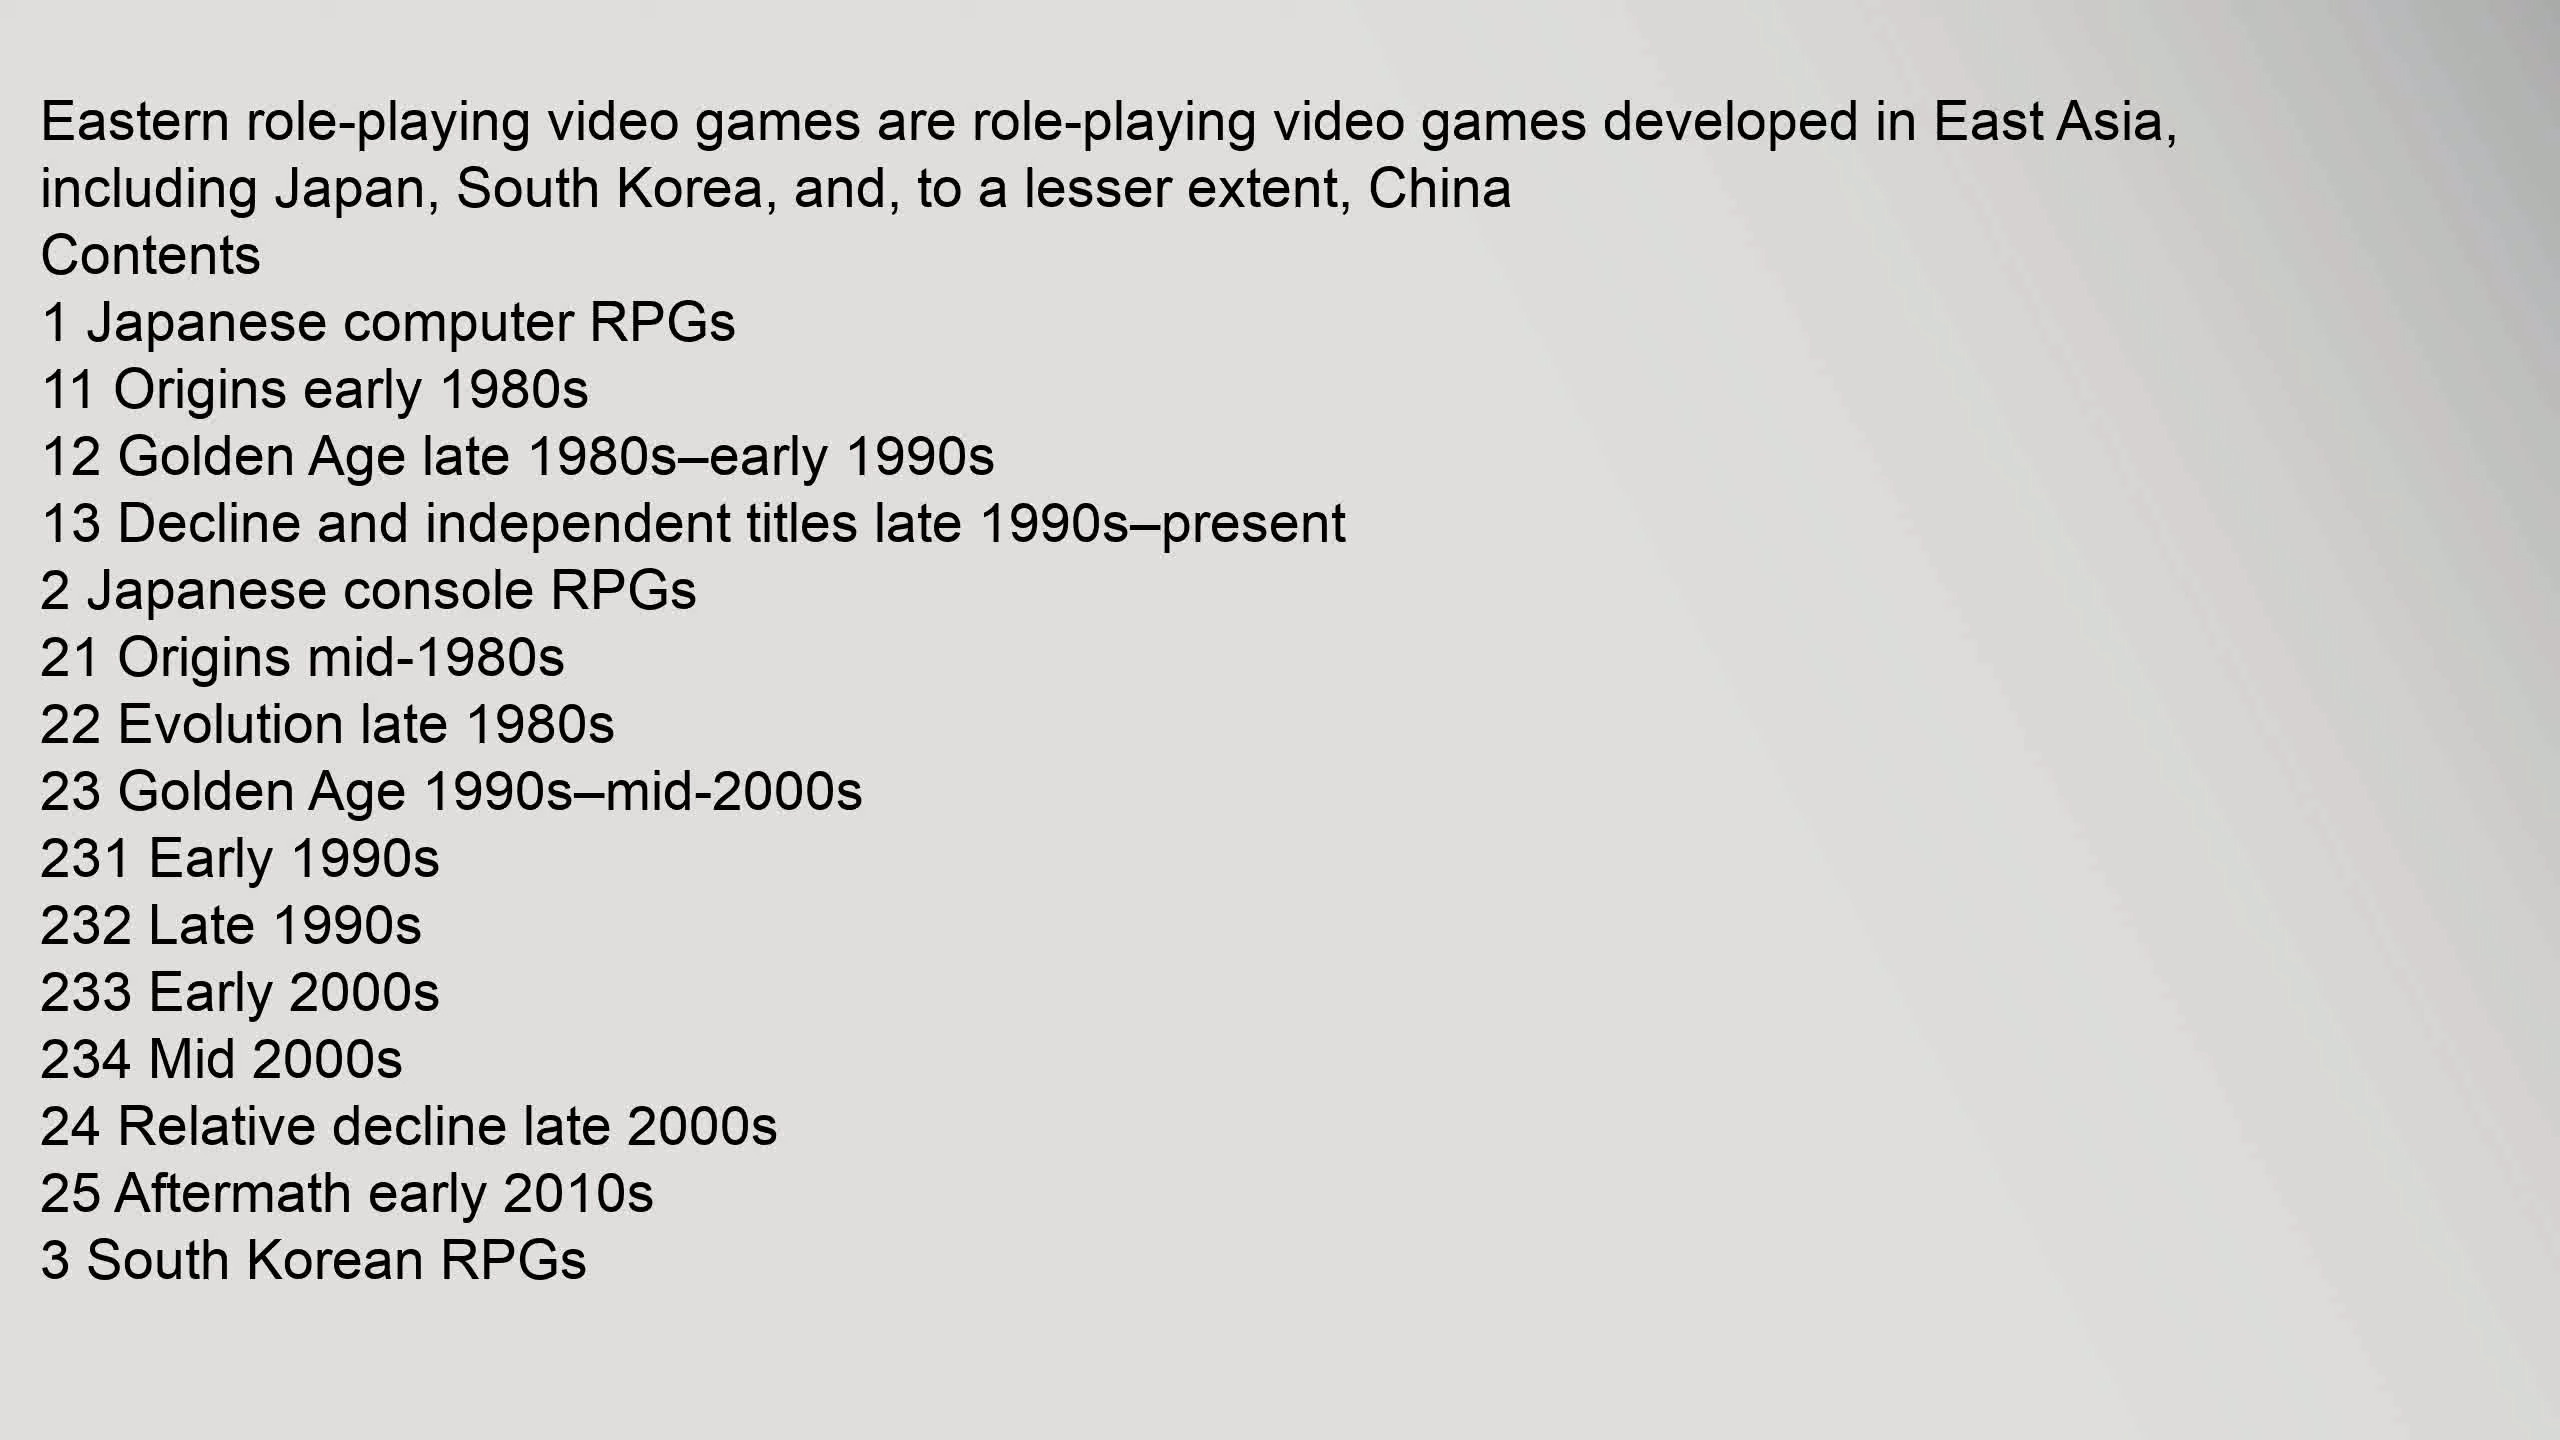 Eastern role-playing video games are role-playing video games developed in East Asia,
including Japan, South Korea, and, to a lesser extent, China
Contents
1 Japanese computer RPGs
11 Origins early 1980s
12 Golden Age late 1980s–early 1990s
13 Decline and independent titles late 1990s–present
2 Japanese console RPGs
21 Origins mid-1980s
22 Evolution late 1980s
23 Golden Age 1990s–mid-2000s
231 Early 1990s
232 Late 1990s
233 Early 2000s
234 Mid 2000s
24 Relative decline late 2000s
25 Aftermath early 2010s
3 South Korean RPGs